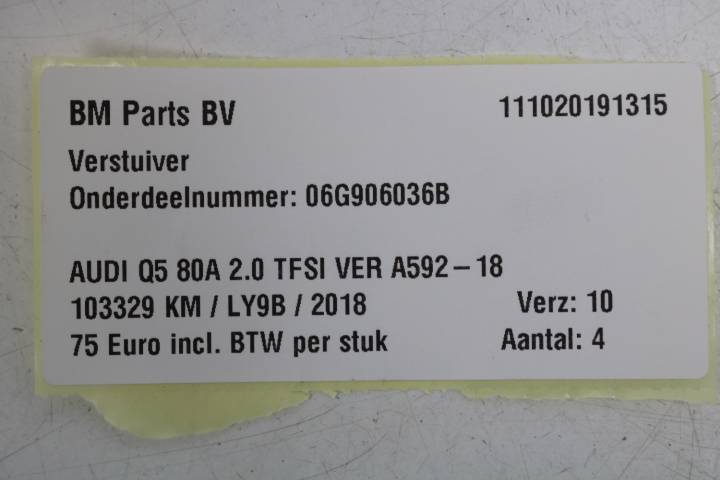 BM Parts BV 111020191315
Verstuiver
Onderdeelnummer: 06G906036B
AUDI Q5 80A 2.0 TFSI VER A592-18
103329 KM / LY9B / 2018 Verz: 10
75 Euro incl. BTW per stuk Aantal: 4